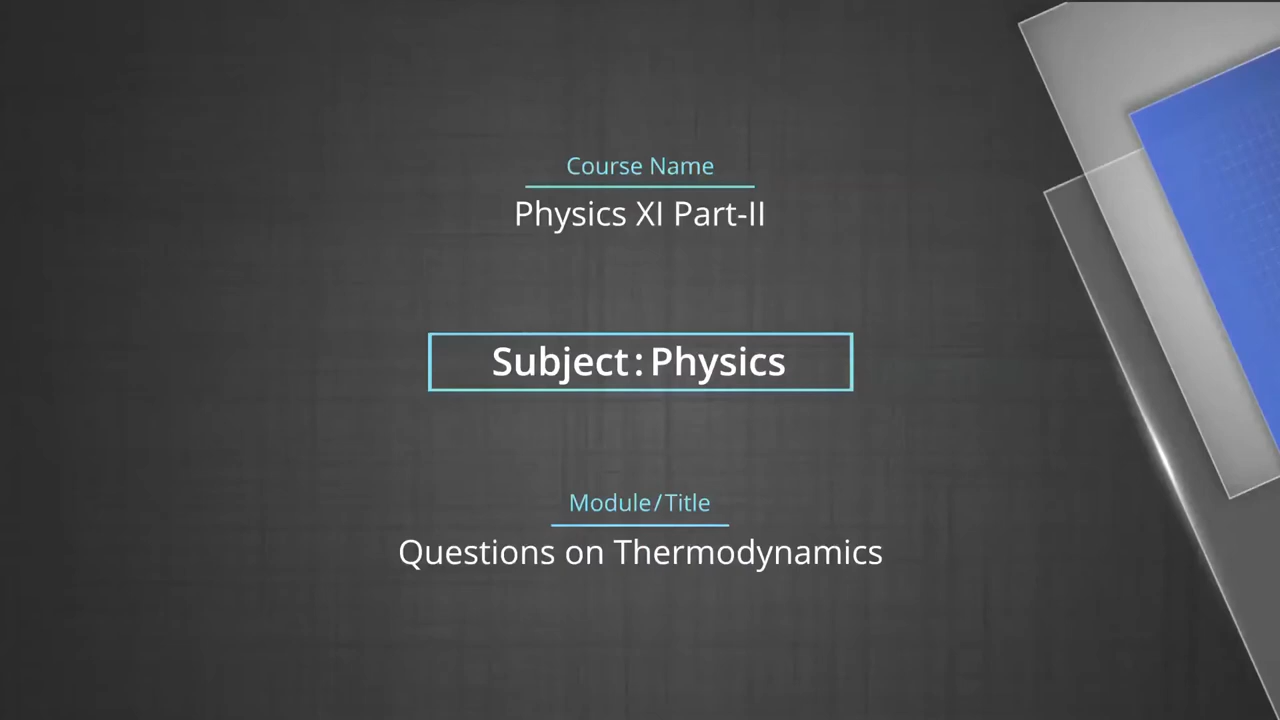 Course Name
Physics XI Part-II
Subject : Physics
Module/Title
Questions on Thermodynamics